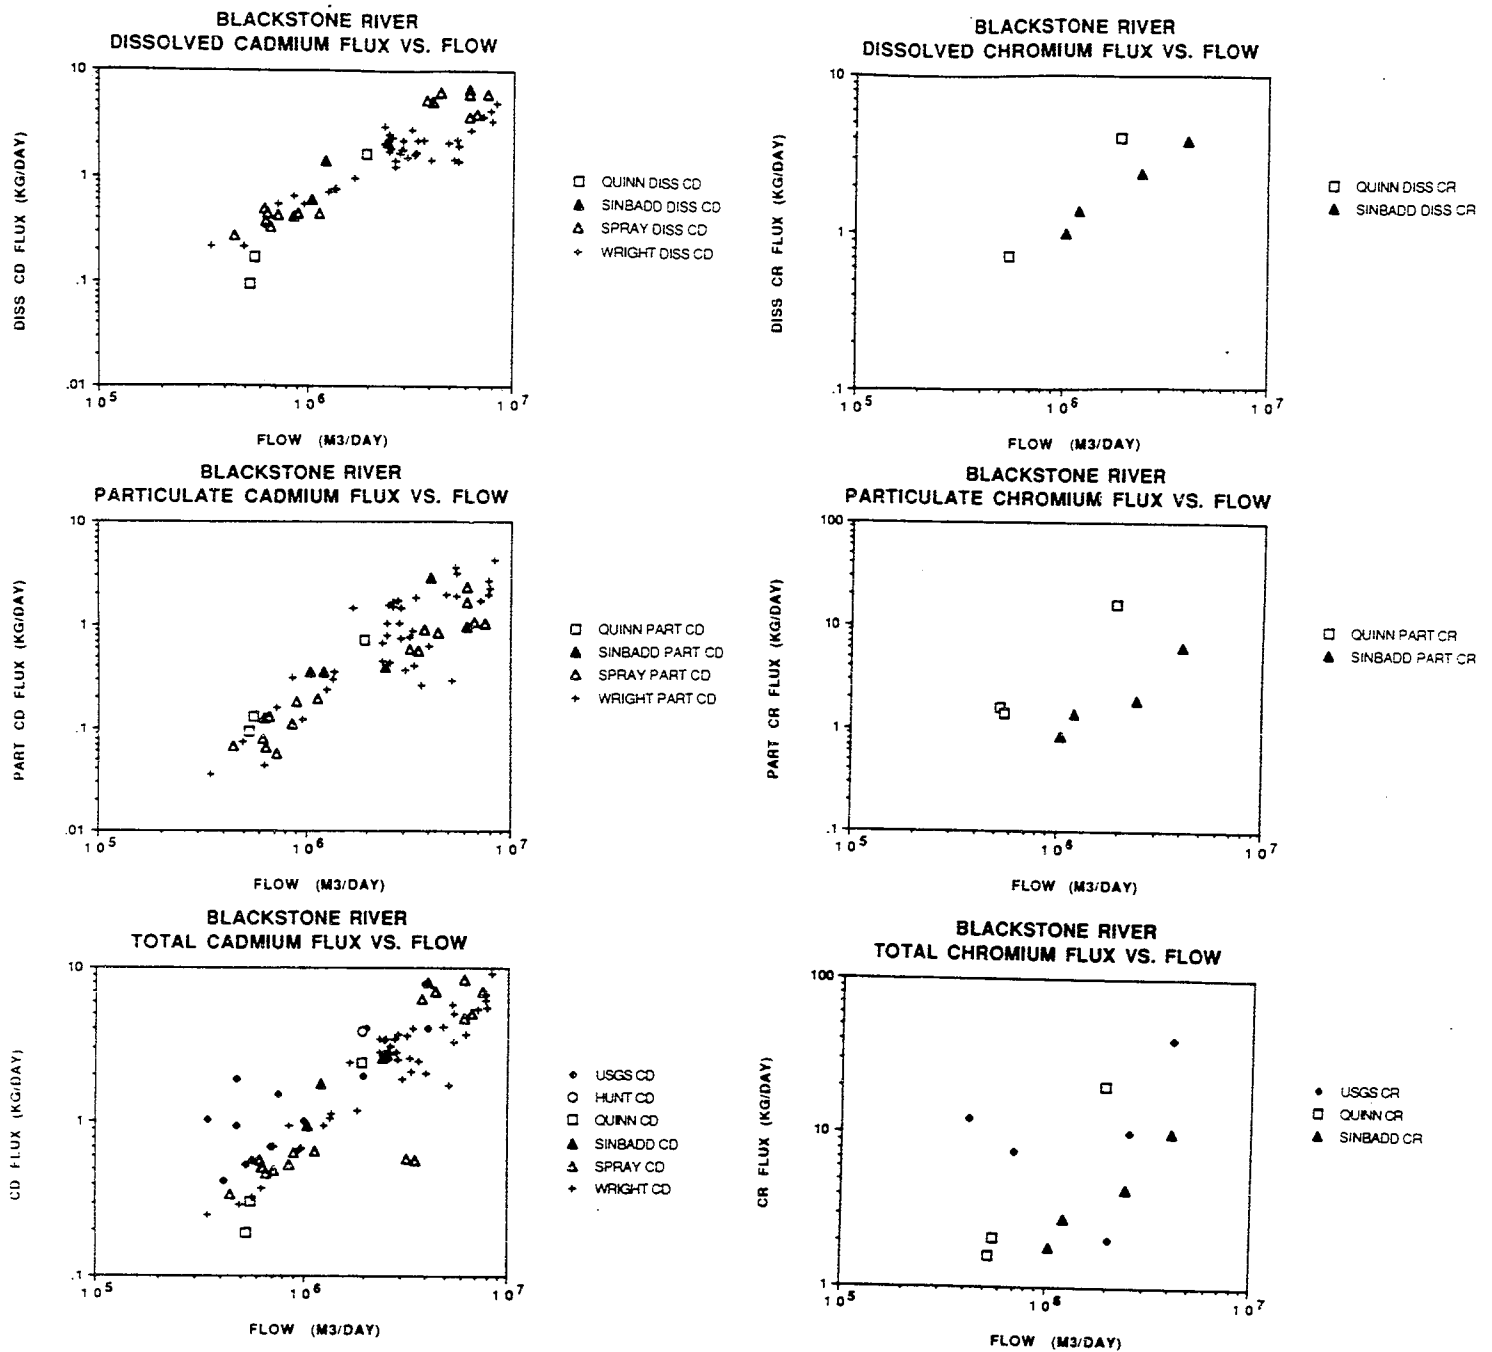 BLACKSTONE RIVER
DISSOLVED CADMIUM FLUX VS. FLOW
10
1
.1
.01
DISS CD FLUX (KG/DAY)
10^5
10^6
10^7
FLOW (M3/DAY)
QUINN DISS CD
SINBADD DISS CD
SPRAY DISS CD
WRIGHT DISS CD
BLACKSTONE RIVER
DISSOLVED CHROMIUM FLUX VS. FLOW
10
1
.1
DISS CR FLUX (KG/DAY)
10^5
10^6
10^7
FLOW (M3/DAY)
QUINN DISS CR
SINBADD DISS CR
BLACKSTONE RIVER
PARTICULATE CADMIUM FLUX VS. FLOW
10
1
.1
.01
PART CD FLUX (KG/DAY)
10^5
10^6
10^7
FLOW (M3/DAY)
QUINN PART CD
SINBADD PART CD
SPRAY PART CD
WRIGHT PART CD
BLACKSTONE RIVER
PARTICULATE CHROMIUM FLUX VS. FLOW
100
10
1
.1
PART CR FLUX (KG/DAY)
10^5
10^6
10^7
FLOW (M3/DAY)
QUINN PART CR
SINBADD PART CR
BLACKSTONE RIVER
TOTAL CADMIUM FLUX VS. FLOW
10
1
.1
CD FLUX (KG/DAY)
10^5
10^6
10^7
FLOW (M3/DAY)
USGS CD
HUNT CD
QUINN CD
SINBADD CD
SPRAY CD
WRIGHT CD
BLACKSTONE RIVER
TOTAL CHROMIUM FLUX VS. FLOW
100
10
1
CR FLUX (KG/DAY)
10^5
10^6
10^7
FLOW (M3/DAY)
USGS CR
QUINN CR
SINBADD CR